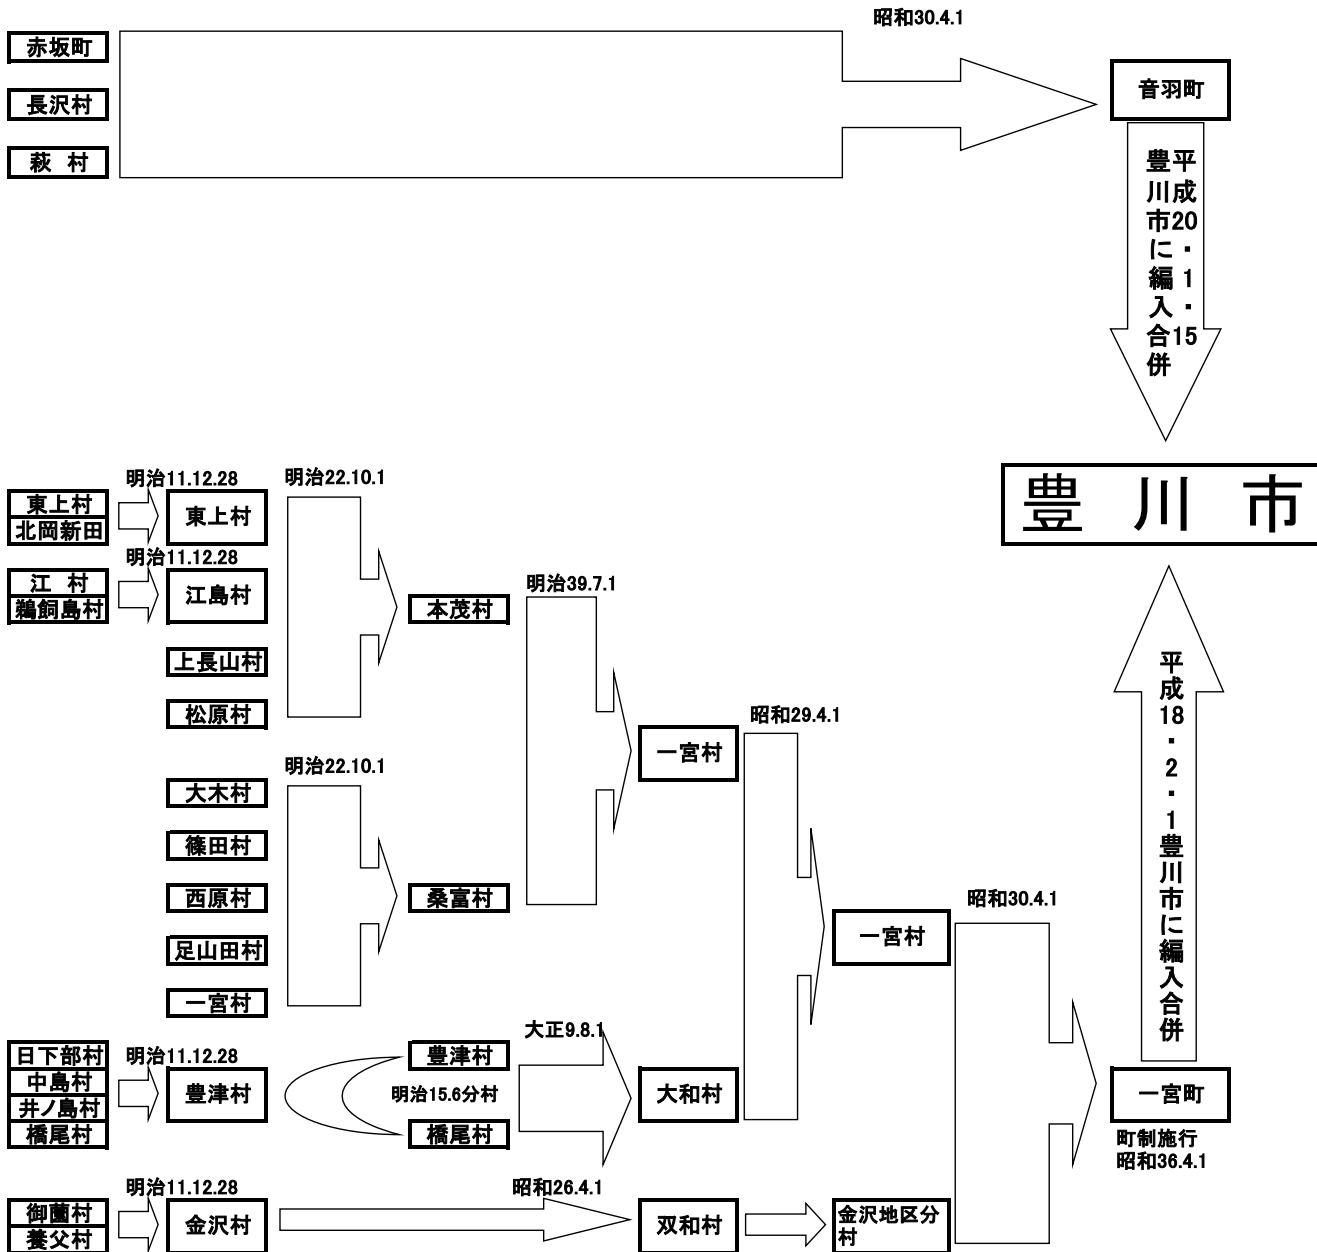 昭和30.4.1
赤坂町
長沢村
萩 村
音羽町
平成20・1・15
豊川市に編入合併
豊 川 市
明治11.12.28
東上村
北岡新田
東上村
明治11.12.28
江 村
鵜飼島村
江島村
上長山村
松原村
明治22.10.1
本茂村
明治22.10.1
大木村
篠田村
西原村
足山田村
一宮村
桑富村
明治39.7.1
一宮村
日下部村
中島村
井ノ島村
橋尾村
明治11.12.28
豊津村
豊津村
明治15.6分村
橋尾村
大正9.8.1
大和村
昭和29.4.1
一宮村
御薗村
養父村
明治11.12.28
金沢村
昭和26.4.1
双和村
金沢地区分
村
昭和30.4.1
一宮町
町制施行
昭和36.4.1
平成18・2・1豊川市に編入合併